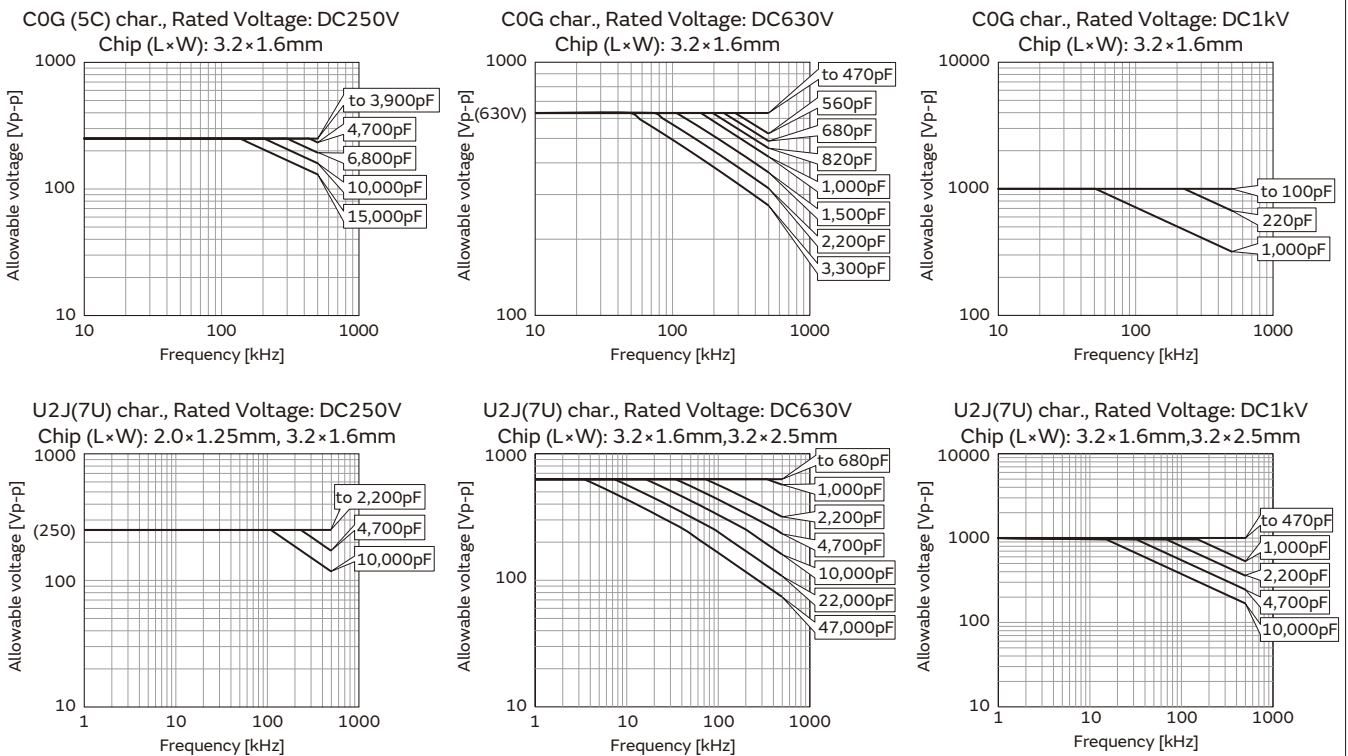 C0G (5C) char., Rated Voltage: DC250V
Chip (L×W): 3.2×1.6mm
Allowable voltage [Vp-p]
1000
100
10
10
100
1000
Frequency [kHz]
to 3,900pF
4,700pF
6,800pF
10,000pF
15,000pF
C0G char., Rated Voltage: DC630V
Chip (L×W): 3.2×1.6mm
Allowable voltage [Vp-p]
1000
(630V)
100
10
100
1000
Frequency [kHz]
to 470pF
560pF
680pF
820pF
1,000pF
1,500pF
2,200pF
3,300pF
C0G char., Rated Voltage: DC1kV
Chip (L×W): 3.2×1.6mm
Allowable voltage [Vp-p]
10000
1000
100
10
100
1000
Frequency [kHz]
to 100pF
220pF
1,000pF
U2J(7U) char., Rated Voltage: DC250V
Chip (L×W): 2.0×1.25mm, 3.2×1.6mm
Allowable voltage [Vp-p]
1000
(250)
100
10
1
10
100
1000
Frequency [kHz]
to 2,200pF
4,700pF
10,000pF
U2J(7U) char., Rated Voltage: DC630V
Chip (L×W): 3.2×1.6mm,3.2×2.5mm
Allowable voltage [Vp-p]
1000
100
10
1
10
100
1000
Frequency [kHz]
to 680pF
1,000pF
2,200pF
4,700pF
10,000pF
22,000pF
47,000pF
U2J(7U) char., Rated Voltage: DC1kV
Chip (L×W): 3.2×1.6mm,3.2×2.5mm
Allowable voltage [Vp-p]
10000
1000
100
10
1
10
100
1000
Frequency [kHz]
to 470pF
1,000pF
2,200pF
4,700pF
10,000pF